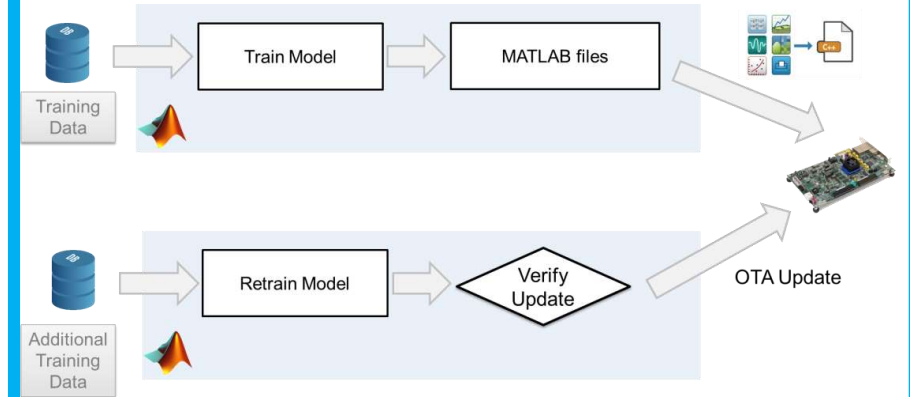 Train Model
MATLAB files
C++
Training
Data
Retrain Model
Verify
Update
OTA Update
Additional
Training
Data